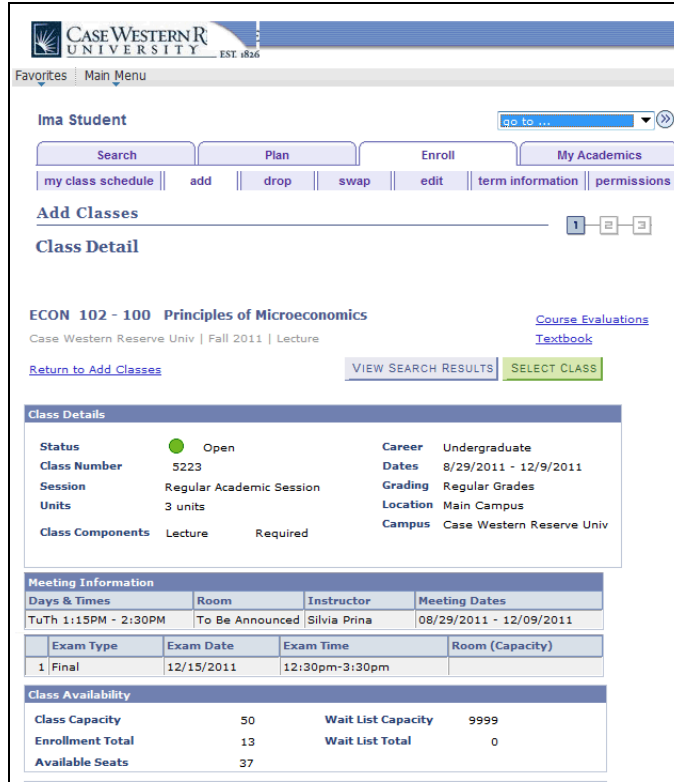 CASE WESTERN R
UNIVERSITY EST. 1826
Favorites Main Menu
Ima Student
go to ...
Search Plan Enroll My Academics
my class schedule add drop swap edit term information permissions
Add Classes
1 2 3
Class Detail
ECON 102 - 100 Principles of Microeconomics
Course Evaluations
Case Western Reserve Univ | Fall 2011 | Lecture
Textbook
Return to Add Classes
VIEW SEARCH RESULTS SELECT CLASS
Class Details
Status Open Career Undergraduate
Class Number 5223 Dates 8/29/2011 - 12/9/2011
Session Regular Academic Session Grading Regular Grades
Units 3 units Location Main Campus
Class Components Lecture Required Campus Case Western Reserve Univ
Meeting Information
Days & Times Room Instructor Meeting Dates
TuTh 1:15PM - 2:30PM To Be Announced Silvia Prina 08/29/2011 - 12/09/2011
Exam Type Exam Date Exam Time Room (Capacity)
1 Final 12/15/2011 12:30pm-3:30pm
Class Availability
Class Capacity 50 Wait List Capacity 9999
Enrollment Total 13 Wait List Total 0
Available Seats 37